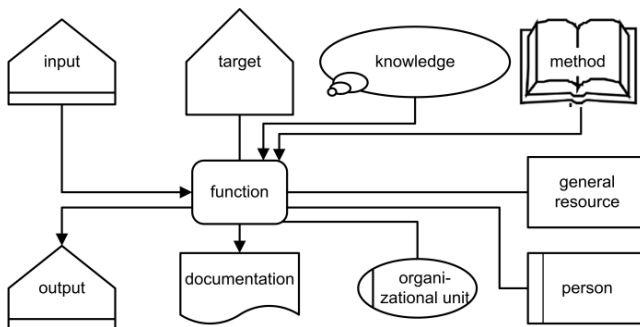 input
target
knowledge
method
function
general
resource
output
documentation
organi-
zational unit
person